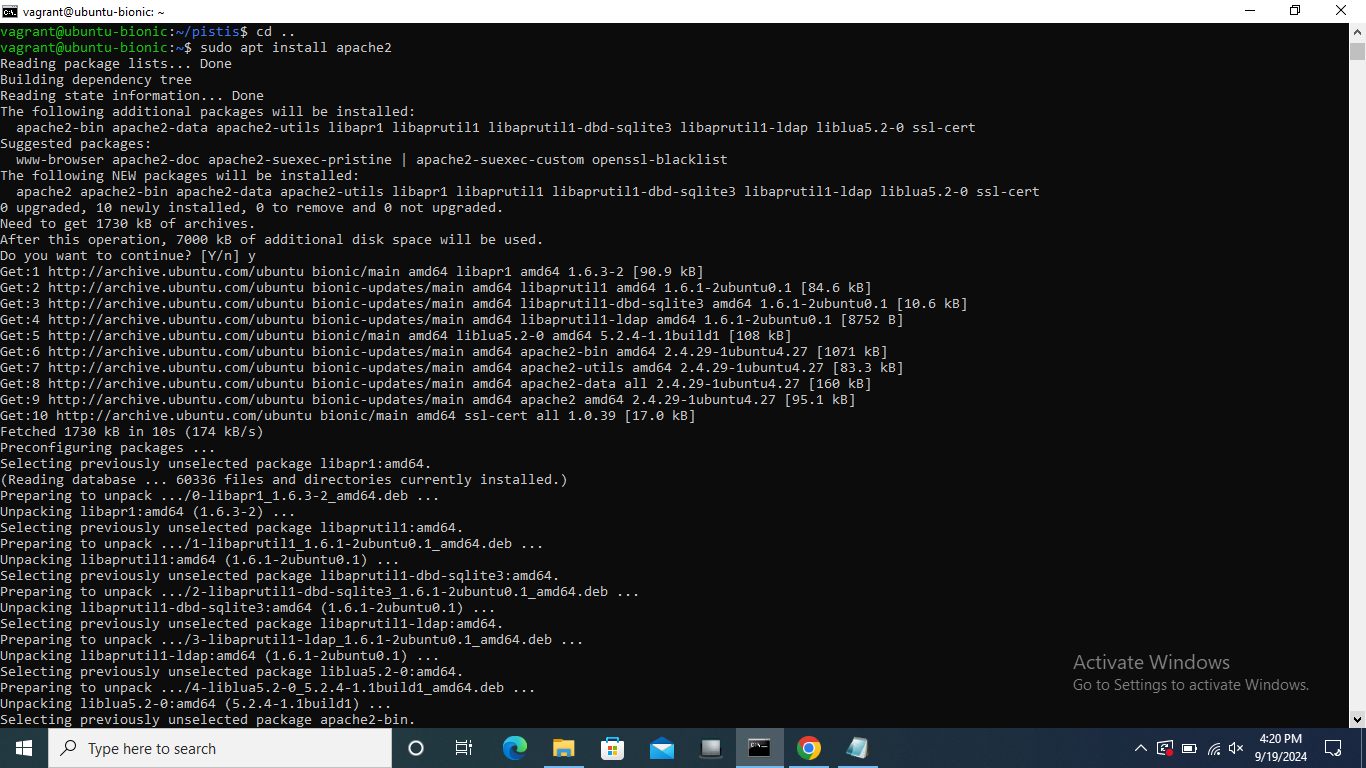 vagrant@ubuntu-bionic: ~
vagrant@ubuntu-bionic:~/pistis$ cd ..
vagrant@ubuntu-bionic:~$ sudo apt install apache2
Reading package lists... Done
Building dependency tree
Reading state information... Done
The following additional packages will be installed:
  apache2-bin apache2-data apache2-utils libapr1 libaprutil1 libaprutil1-dbd-sqlite3 libaprutil1-ldap liblua5.2-0 ssl-cert
Suggested packages:
  www-browser apache2-doc apache2-suexec-pristine | apache2-suexec-custom openssl-blacklist
The following NEW packages will be installed:
  apache2 apache2-bin apache2-data apache2-utils libapr1 libaprutil1 libaprutil1-dbd-sqlite3 libaprutil1-ldap liblua5.2-0 ssl-cert
0 upgraded, 10 newly installed, 0 to remove and 0 not upgraded.
Need to get 1730 kB of archives.
After this operation, 7000 kB of additional disk space will be used.
Do you want to continue? [Y/n] y
Get:1 http://archive.ubuntu.com/ubuntu bionic/main amd64 libapr1 amd64 1.6.3-2 [90.9 kB]
Get:2 http://archive.ubuntu.com/ubuntu bionic-updates/main amd64 libaprutil1 amd64 1.6.1-2ubuntu0.1 [84.6 kB]
Get:3 http://archive.ubuntu.com/ubuntu bionic-updates/main amd64 libaprutil1-dbd-sqlite3 amd64 1.6.1-2ubuntu0.1 [10.6 kB]
Get:4 http://archive.ubuntu.com/ubuntu bionic-updates/main amd64 libaprutil1-ldap amd64 1.6.1-2ubuntu0.1 [8752 B]
Get:5 http://archive.ubuntu.com/ubuntu bionic/main amd64 liblua5.2-0 amd64 5.2.4-1.1build1 [108 kB]
Get:6 http://archive.ubuntu.com/ubuntu bionic-updates/main amd64 apache2-bin amd64 2.4.29-1ubuntu4.27 [1071 kB]
Get:7 http://archive.ubuntu.com/ubuntu bionic-updates/main amd64 apache2-utils amd64 2.4.29-1ubuntu4.27 [83.3 kB]
Get:8 http://archive.ubuntu.com/ubuntu bionic-updates/main amd64 apache2-data all 2.4.29-1ubuntu4.27 [160 kB]
Get:9 http://archive.ubuntu.com/ubuntu bionic-updates/main amd64 apache2 amd64 2.4.29-1ubuntu4.27 [95.1 kB]
Get:10 http://archive.ubuntu.com/ubuntu bionic/main amd64 ssl-cert all 1.0.39 [17.0 kB]
Fetched 1730 kB in 10s (174 kB/s)
Preconfiguring packages ...
Selecting previously unselected package libapr1:amd64.
(Reading database ... 60336 files and directories currently installed.)
Preparing to unpack .../0-libapr1_1.6.3-2_amd64.deb ...
Unpacking libapr1:amd64 (1.6.3-2) ...
Selecting previously unselected package libaprutil1:amd64.
Preparing to unpack .../1-libaprutil1_1.6.1-2ubuntu0.1_amd64.deb ...
Unpacking libaprutil1:amd64 (1.6.1-2ubuntu0.1) ...
Selecting previously unselected package libaprutil1-dbd-sqlite3:amd64.
Preparing to unpack .../2-libaprutil1-dbd-sqlite3_1.6.1-2ubuntu0.1_amd64.deb ...
Unpacking libaprutil1-dbd-sqlite3:amd64 (1.6.1-2ubuntu0.1) ...
Selecting previously unselected package libaprutil1-ldap:amd64.
Preparing to unpack .../3-libaprutil1-ldap_1.6.1-2ubuntu0.1_amd64.deb ...
Unpacking libaprutil1-ldap:amd64 (1.6.1-2ubuntu0.1) ...
Selecting previously unselected package liblua5.2-0:amd64.
Preparing to unpack .../4-liblua5.2-0_5.2.4-1.1build1_amd64.deb ...
Unpacking liblua5.2-0:amd64 (5.2.4-1.1build1) ...
Selecting previously unselected package apache2-bin.
Activate Windows
Go to Settings to activate Windows.
Type here to search
4:20 PM
9/19/2024